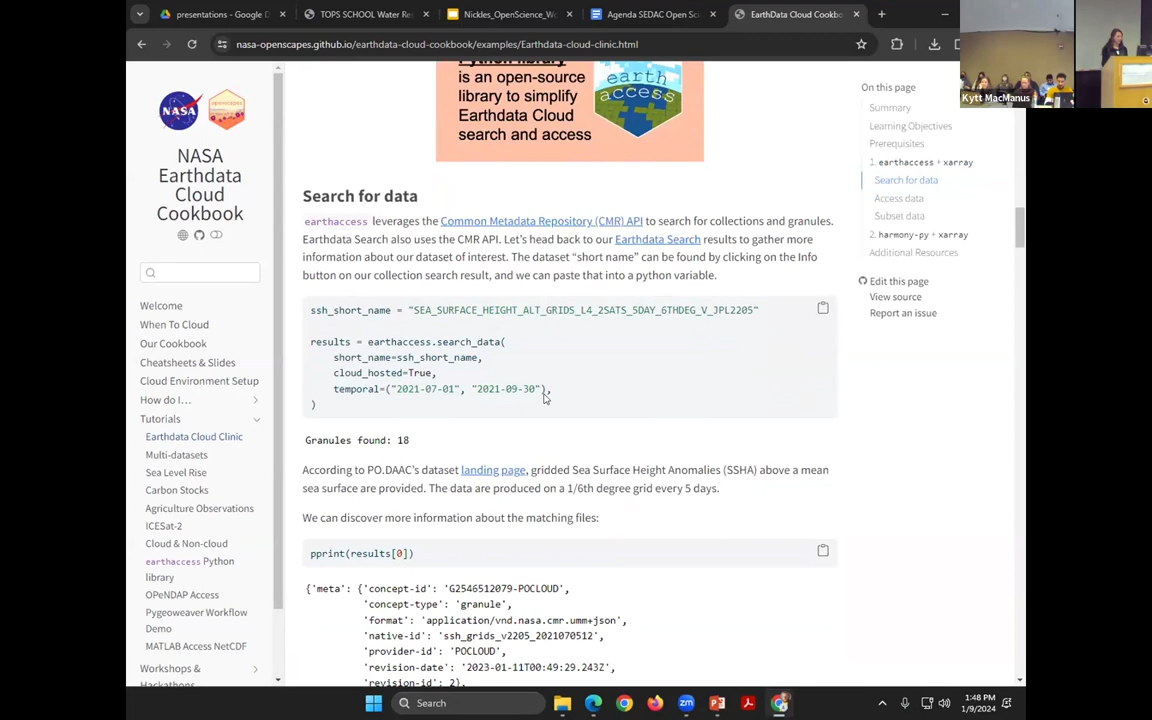 presentations - Google D
TOPS SCHOOL Water Res
Nickles_OpenScience_Wo
Agenda SEDAC Open Sc
EarthData Cloud Cookbo
nasa-openscapes.github.io/earthdata-cloud-cookbook/examples/Earthdata-cloud-clinic.html
Kytt MacManus
NASA
openscapes
NASA
Earthdata
Cloud
Cookbook
Welcome
When To Cloud
Our Cookbook
Cheatsheets & Slides
Cloud Environment Setup
How do I...
Tutorials
Earthdata Cloud Clinic
Multi-datasets
Sea Level Rise
Carbon Stocks
Agriculture Observations
ICESat-2
Cloud & Non-cloud
earthaccess Python
library
OPeNDAP Access
Pygeoweaver Workflow
Demo
MATLAB Access NetCDF
Workshops &
Hackathons
Python library
is an open-source
library to simplify
Earthdata Cloud
search and access
earth
access
Search for data
earthaccess leverages the Common Metadata Repository (CMR) API to search for collections and granules.
Earthdata Search also uses the CMR API. Let's head back to our Earthdata Search results to gather more
information about our dataset of interest. The dataset "short name" can be found by clicking on the Info
button on our collection search result, and we can paste that into a python variable.
ssh_short_name = "SEA_SURFACE_HEIGHT_ALT_GRIDS_L4_2SATS_5DAY_6THDEG_V_JPL2205"
results = earthaccess.search_data(
short_name=ssh_short_name,
cloud_hosted=True,
temporal=("2021-07-01", "2021-09-30"),
)
Granules found: 18
According to PO.DAAC's dataset landing page, gridded Sea Surface Height Anomalies (SSHA) above a mean
sea surface are provided. The data are produced on a 1/6th degree grid every 5 days.
We can discover more information about the matching files:
pprint(results[0])
{'meta': {'concept-id': 'G2546512079-POCLOUD',
'concept-type': 'granule',
'format': 'application/vnd.nasa.cmr.umm+json',
'native-id': 'ssh_grids_v2205_2021070512',
'provider-id': 'POCLOUD',
'revision-date': '2023-01-11T00:49:29.243Z',
'revision-id': 2},
On this page
Summary
Learning Objectives
Prerequisites
1. earthaccess + xarray
Search for data
Access data
Subset data
2. harmony-py + xarray
Additional Resources
Edit this page
View source
Report an issue
Search
1:48 PM
1/9/2024